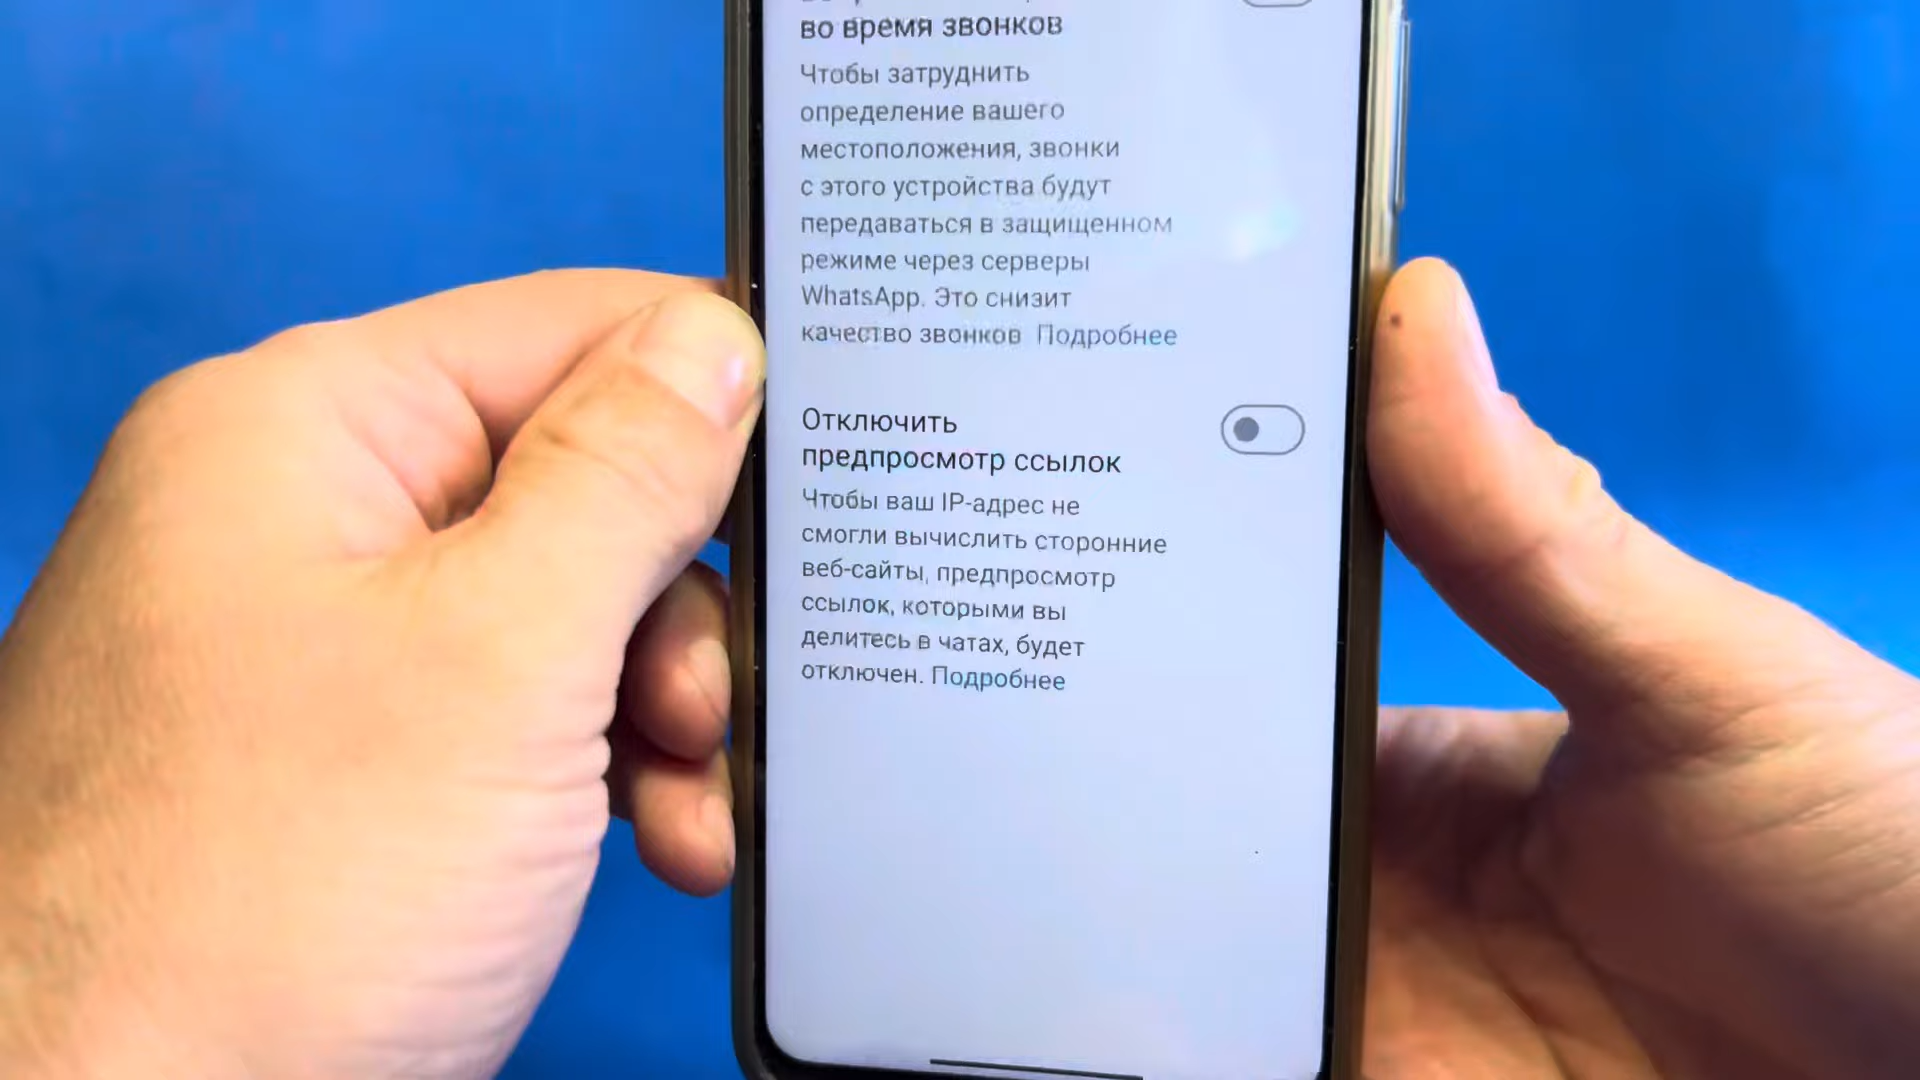 во время звонков
Чтобы затруднить
определение вашего
местоположения, звонки
с этого устройства будут
передаваться в защищенном
режиме через серверы
WhatsApp. Это снизит
качество звонков Подробнее
Отключить
предпросмотр ссылок
Чтобы ваш IP-адрес не
смогли вычислить сторонние
веб-сайты, предпросмотр
ссылок, которыми вы
делитесь в чатах, будет
отключен. Подробнее